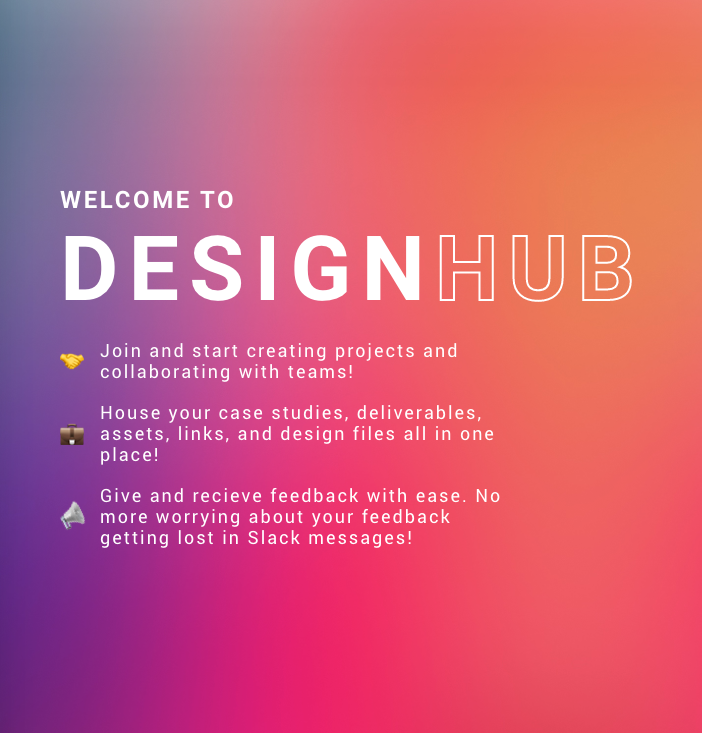 WELCOME TO
DESIGNHUB
Join and start creating projects and
collaborating with teams!
House your case studies, deliverables,
assets, links, and design files all in one
place!
Give and recieve feedback with ease. No
more worrying about your feedback
getting lost in Slack messages!